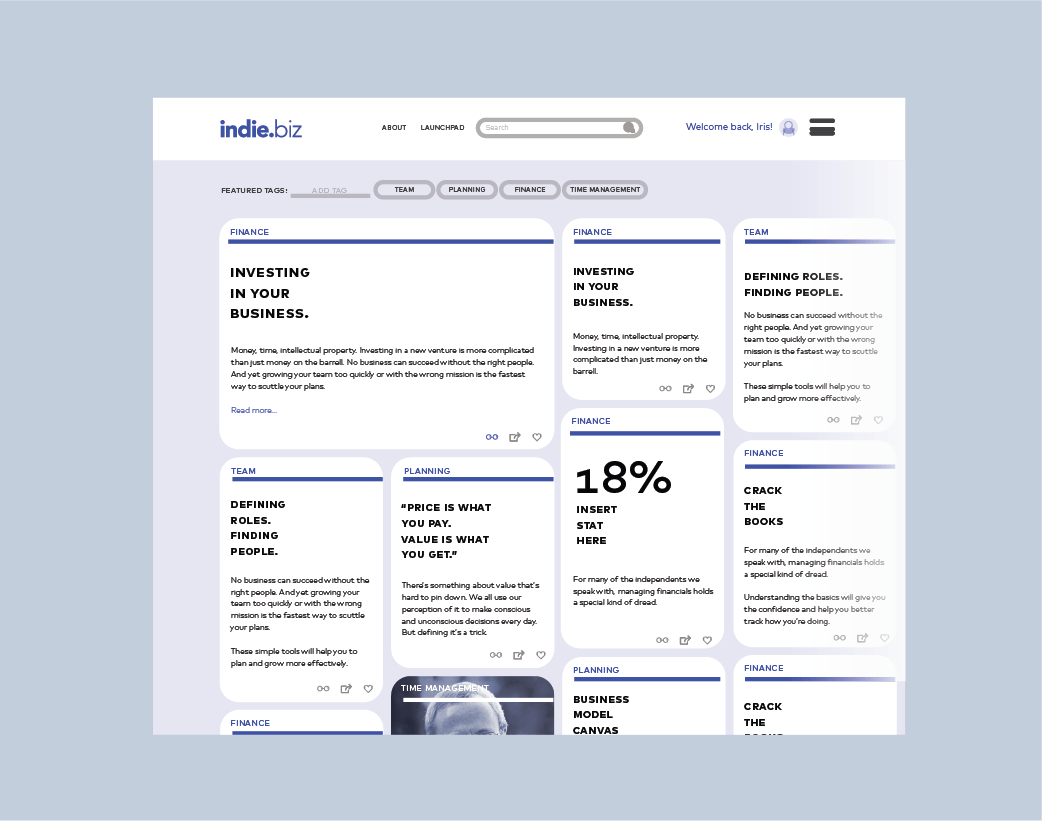 indie.biz
ABOUT
LAUNCHPAD
Search
Welcome back, Iris!
FEATURED TAGS:
ADD TAG
TEAM
PLANNING
FINANCE
TIME MANAGEMENT
FINANCE
INVESTING
IN YOUR
BUSINESS.
Money, time, intellectual property. Investing in a new venture is more complicated
than just money on the barrell. No business can succeed without the right people.
And yet growing your team too quickly or with the wrong mission is the fastest
way to scuttle your plans.
Read more...
FINANCE
INVESTING
IN YOUR
BUSINESS.
Money, time, intellectual property.
Investing in a new venture is more
complicated than just money on the
barrell.
TEAM
DEFINING ROLES.
FINDING PEOPLE.
No business can succeed without the
right people. And yet growing your
team too quickly or with the wrong
mission is the fastest way to scuttle
your plans.
These simple tools will help you to
plan and grow more effectively.
TEAM
DEFINING
ROLES.
FINDING
PEOPLE.
No business can succeed without the
right people. And yet growing your
team too quickly or with the wrong
mission is the fastest way to scuttle
your plans.
These simple tools will help you to
plan and grow more effectively.
PLANNING
“PRICE IS WHAT
YOU PAY.
VALUE IS WHAT
YOU GET.”
There's something about value that's
hard to pin down. We all use our
perception of it to make conscious
and unconscious decisions every day.
But defining it's a trick.
FINANCE
18%
INSERT
STAT
HERE
For many of the independents we
speak with, managing financials holds
a special kind of dread.
FINANCE
CRACK
THE
BOOKS
For many of the independents we
speak with, managing financials holds
a special kind of dread.
Understanding the basics will give you
the confidence and help you better
track how you're doing.
FINANCE
TIME MANAGEMENT
PLANNING
BUSINESS
MODEL
CANVAS
FINANCE
CRACK
THE
BOOKS